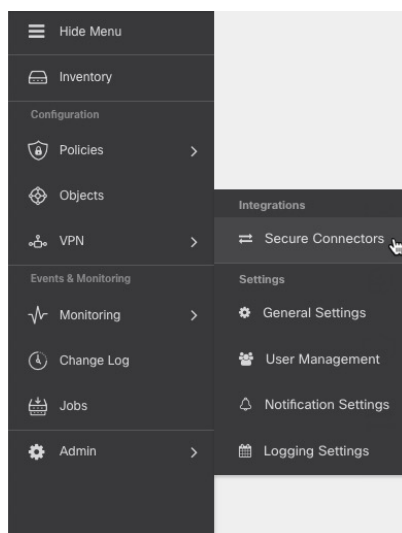 Hide Menu
Inventory
Configuration
Policies
Objects
VPN
Events & Monitoring
Monitoring
Change Log
Jobs
Admin
Integrations
Secure Connectors
Settings
General Settings
User Management
Notification Settings
Logging Settings